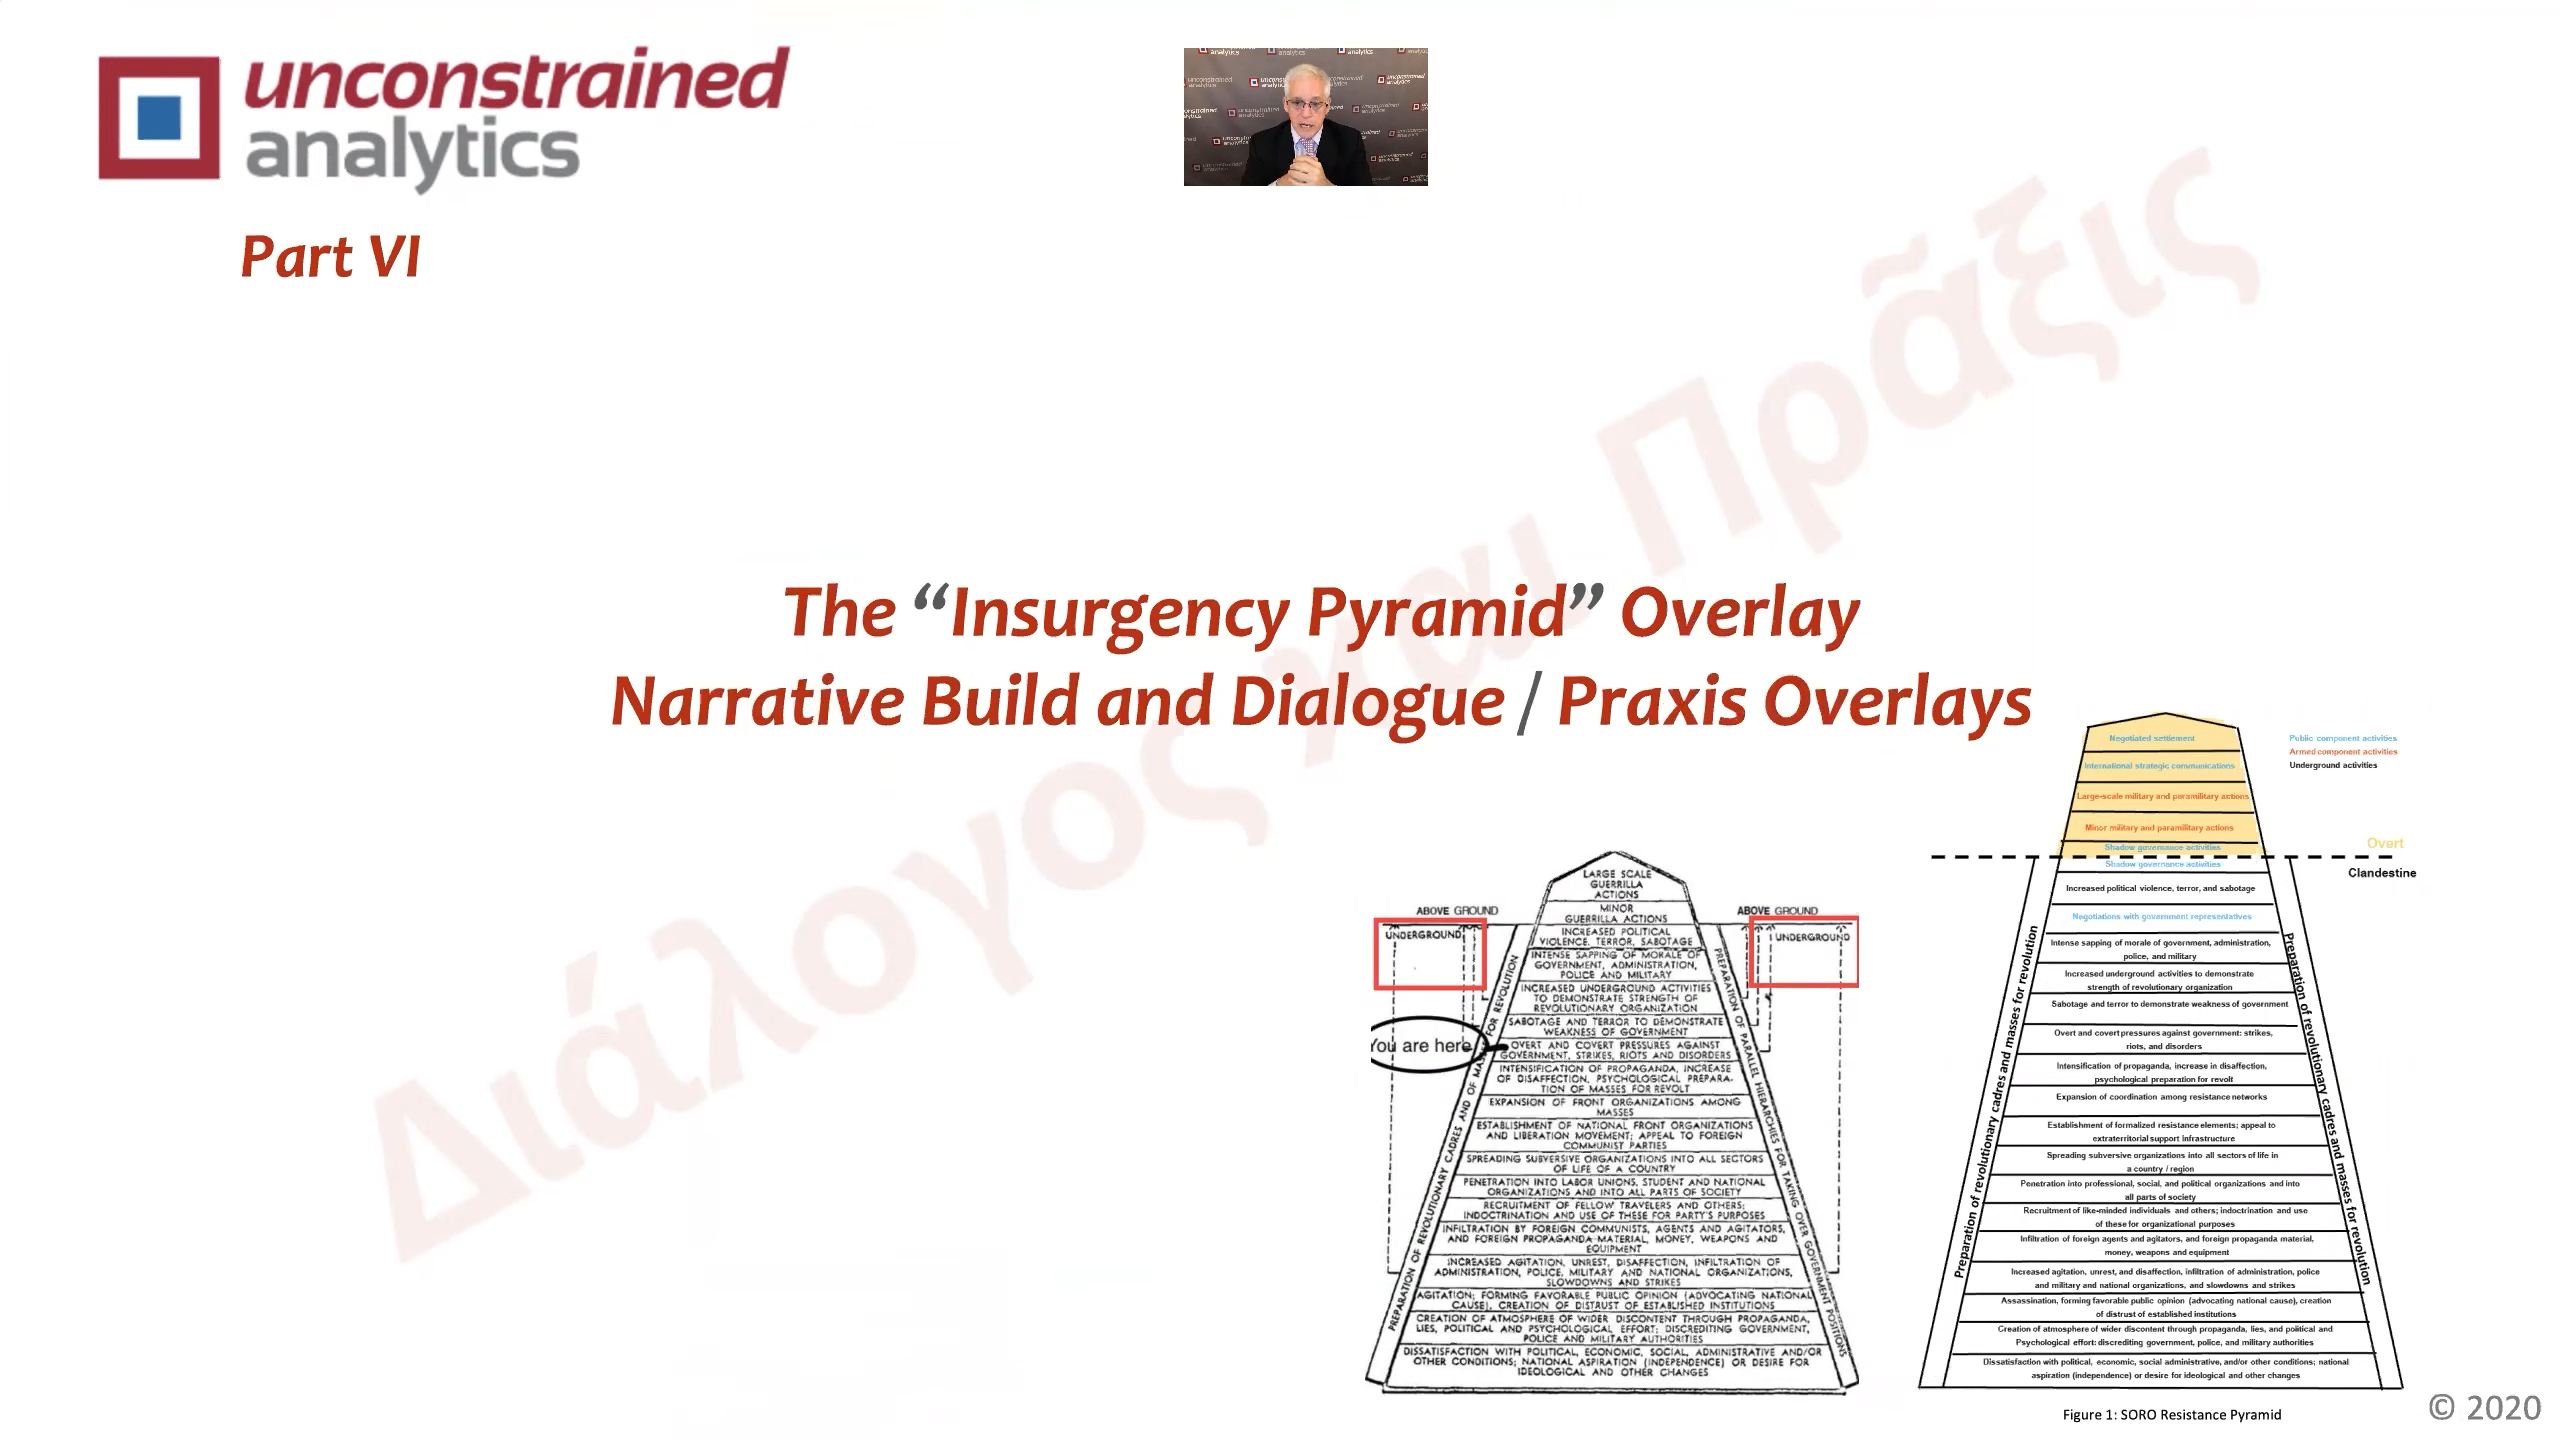 unconstrained
analytics
Part VI
Διάλογος και Πρᾶξις
The “Insurgency Pyramid” Overlay
Narrative Build and Dialogue / Praxis Overlays
ABOVE GROUND
UNDERGROUND
You are here
ABOVE GROUND
UNDERGROUND
LARGE SCALE
GUERRILLA
ACTIONS
MINOR
GUERRILLA ACTIONS
INCREASED POLITICAL
VIOLENCE, TERROR, SABOTAGE
INTENSE SAPPING OF MORALE OF
GOVERNMENT, ADMINISTRATION,
POLICE AND MILITARY
INCREASED UNDERGROUND ACTIVITIES
TO DEMONSTRATE STRENGTH OF
REVOLUTIONARY ORGANIZATION
SABOTAGE AND TERROR TO DEMONSTRATE
WEAKNESS OF GOVERNMENT
OVERT AND COVERT PRESSURES AGAINST
GOVERNMENT, STRIKES, RIOTS AND DISORDERS
INTENSIFICATION OF PROPAGANDA, INCREASE
OF DISAFFECTION, PSYCHOLOGICAL PREPARA-
TION OF MASSES FOR REVOLT
EXPANSION OF FRONT ORGANIZATIONS AMONG
MASSES
ESTABLISHMENT OF NATIONAL FRONT ORGANIZATIONS
AND LIBERATION MOVEMENT; APPEAL TO FOREIGN
COMMUNIST PARTIES
SPREADING SUBVERSIVE ORGANIZATIONS INTO ALL SECTORS
OF LIFE OF A COUNTRY
PENETRATION INTO LABOR UNIONS, STUDENT AND NATIONAL
ORGANIZATIONS AND INTO ALL PARTS OF SOCIETY
RECRUITMENT OF FELLOW TRAVELERS AND OTHERS;
INDOCTRINATION AND USE OF THESE FOR PARTY'S PURPOSES
INFILTRATION BY FOREIGN COMMUNISTS, AGENTS AND AGITATORS,
AND FOREIGN PROPAGANDA MATERIAL, MONEY, WEAPONS AND
EQUIPMENT
INCREASED AGITATION, UNREST, DISAFFECTION, INFILTRATION OF
ADMINISTRATION, POLICE, MILITARY AND NATIONAL ORGANIZATIONS,
SLOWDOWNS AND STRIKES
AGITATION; FORMING FAVORABLE PUBLIC OPINION (ADVOCATING NATIONAL
CAUSE), CREATION OF DISTRUST OF ESTABLISHED INSTITUTIONS
CREATION OF ATMOSPHERE OF WIDER DISCONTENT THROUGH PROPAGANDA,
LIES, POLITICAL AND PSYCHOLOGICAL EFFORT; DISCREDITING GOVERNMENT,
POLICE AND MILITARY AUTHORITIES
DISSATISFACTION WITH POLITICAL, ECONOMIC, SOCIAL, ADMINISTRATIVE AND/OR
OTHER CONDITIONS; NATIONAL ASPIRATION (INDEPENDENCE) OR DESIRE FOR
IDEOLOGICAL AND OTHER CHANGES
PREPARATION OF REVOLUTIONARY CADRES AND OF MASSES FOR REVOLUTION
PREPARATION OF PARALLEL HIERARCHIES FOR TAKING OVER GOVERNMENT POSITIONS
Public component activities
Armed component activities
Underground activities
Overt
Clandestine
Negotiated settlement
International strategic communications
Large-scale military and paramilitary actions
Minor military and paramilitary actions
Shadow governance activities
Shadow governance activities
Increased political violence, terror, and sabotage
Negotiations with government representatives
Intense sapping of morale of government, administration,
police, and military
Increased underground activities to demonstrate
strength of revolutionary organization
Sabotage and terror to demonstrate weakness of government
Overt and covert pressures against government: strikes,
riots, and disorders
Intensification of propaganda, increase in disaffection,
psychological preparation for revolt
Expansion of coordination among resistance networks
Establishment of formalized resistance elements; appeal to
extraterritorial support infrastructure
Spreading subversive organizations into all sectors of life in
a country / region
Penetration into professional, social, and political organizations and into
all parts of society
Recruitment of like-minded individuals and others; indoctrination and use
of these for organizational purposes
Infiltration of foreign agents and agitators, and foreign propaganda material,
money, weapons and equipment
Increased agitation, unrest, and disaffection, infiltration of administration, police
and military and national organizations, and slowdowns and strikes
Assassination, forming favorable public opinion (advocating national cause), creation
of distrust of established institutions
Creation of atmosphere of wider discontent through propaganda, lies, and political and
Psychological effort: discrediting government, police, and military authorities
Dissatisfaction with political, economic, social administrative, and/or other conditions; national
aspiration (independence) or desire for ideological and other changes
Preparation of revolutionary cadres and masses for revolution
Preparation of revolutionary cadres and masses for revolution
Figure 1: SORO Resistance Pyramid
© 2020